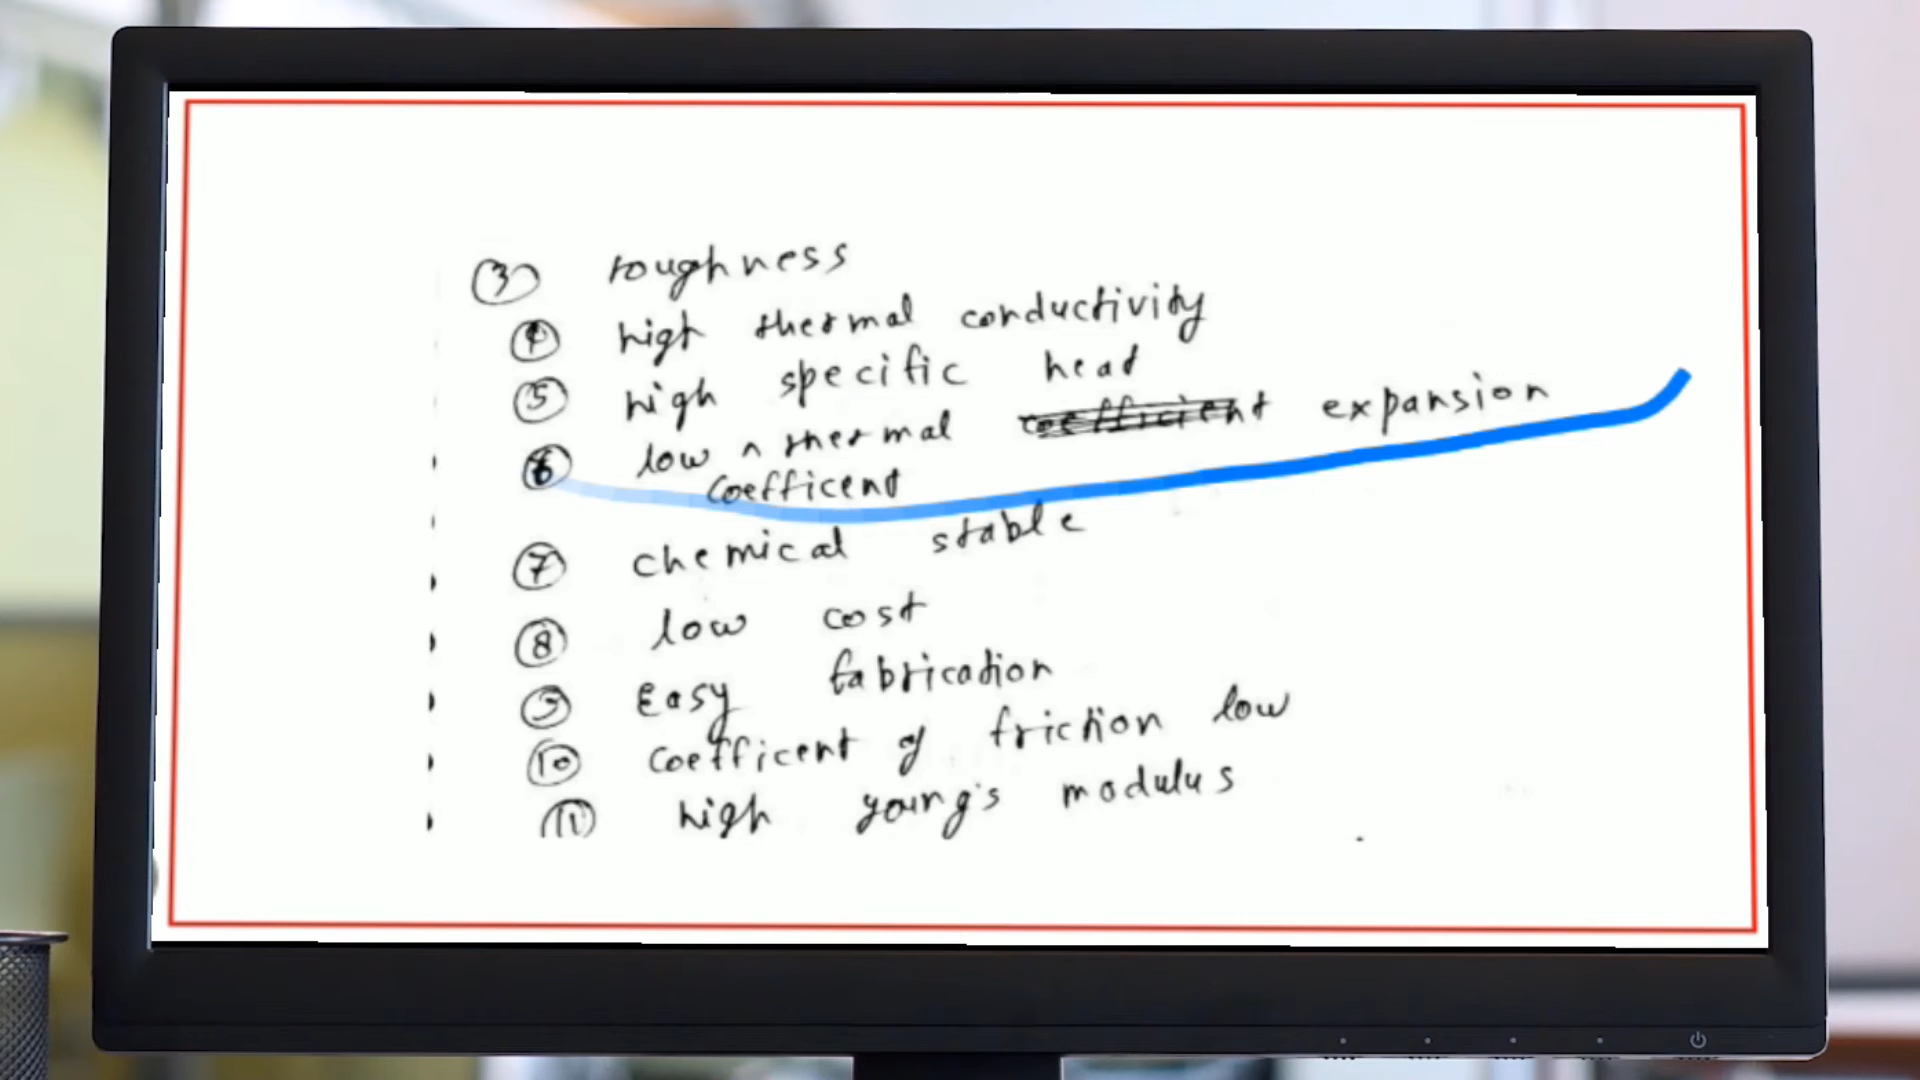 ③ roughness
④ high thermal conductivity
⑤ high specific head
⑥ low ^ thermal coefficient expansion
coefficent
⑦ chemical stable
⑧ low cost
⑨ Easy fabrication
⑩ coefficent of friction low
⑪ high young's modulus